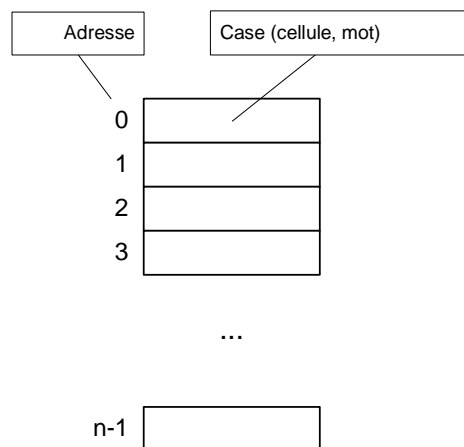 Adresse
Case (cellule, mot)
0
1
2
3
...
n-1